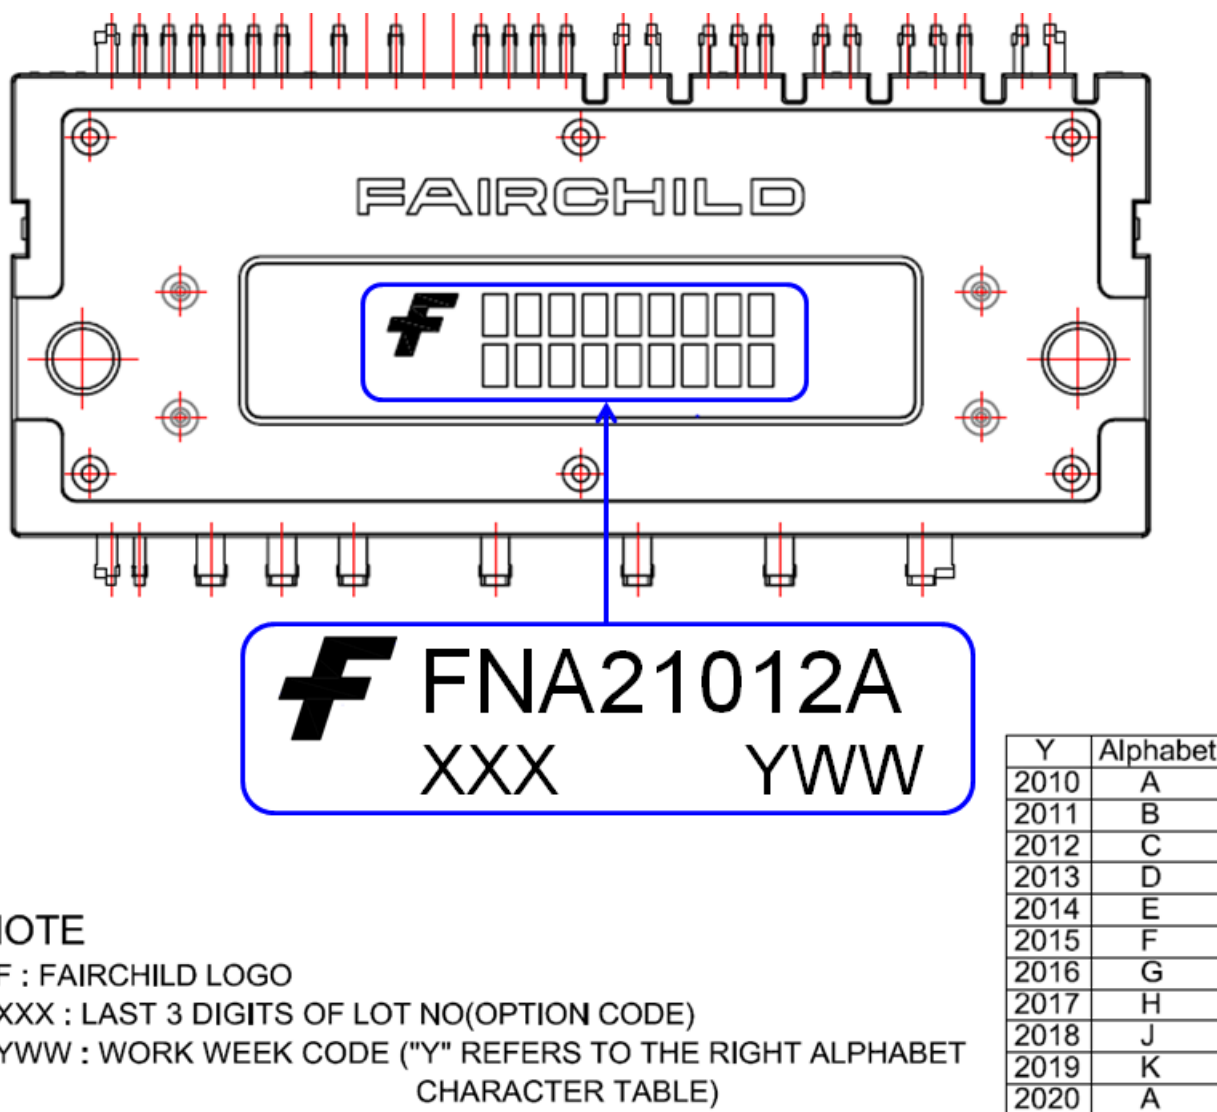 FAIRCHILD
FNA21012A
XXX YWW
Y Alphabet
2010 A
2011 B
2012 C
2013 D
2014 E
2015 F
2016 G
2017 H
2018 J
2019 K
2020 A
F : FAIRCHILD LOGO
XXX : LAST 3 DIGITS OF LOT NO(OPTION CODE)
YWW : WORK WEEK CODE ("Y" REFERS TO THE RIGHT ALPHABET
CHARACTER TABLE)